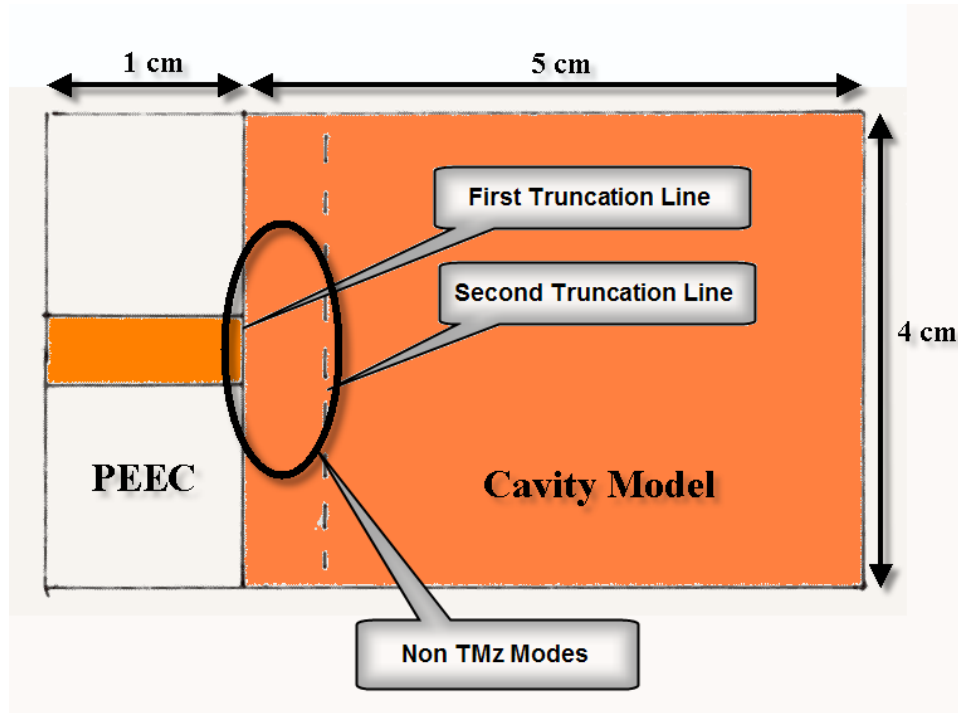 1 cm
5 cm
First Truncation Line
Second Truncation Line
4 cm
PEEC
Cavity Model
Non TMz Modes